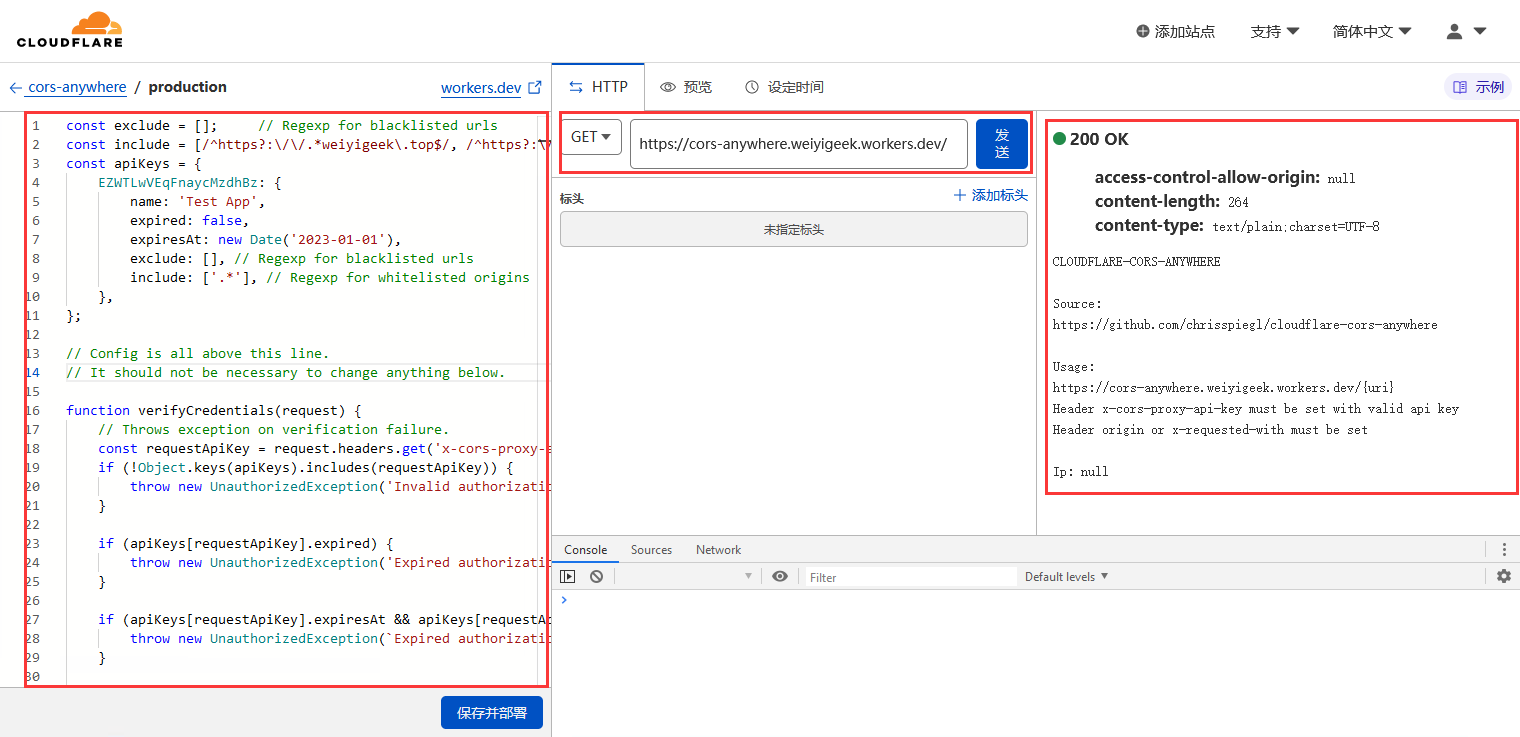 CLOUDFLARE
添加站点
支持
简体中文
cors-anywhere / production
workers.dev
HTTP
预览
设定时间
示例
1 const exclude = []; // Regexp for blacklisted urls
2 const include = [/^https?:\/\/.*weiyigeek\.top$/, /^https?:\/
3 const apiKeys = {
4 EZWTLwVEqFnaycMzdhBz: {
5 name: 'Test App',
6 expired: false,
7 expiresAt: new Date('2023-01-01'),
8 exclude: [], // Regexp for blacklisted urls
9 include: ['.*'], // Regexp for whitelisted origins
10 },
11 };
12
13 // Config is all above this line.
14 // It should not be necessary to change anything below.
15
16 function verifyCredentials(request) {
17 // Throws exception on verification failure.
18 const requestApiKey = request.headers.get('x-cors-proxy-
19 if (!Object.keys(apiKeys).includes(requestApiKey)) {
20 throw new UnauthorizedException('Invalid authorizatio
21 }
22
23 if (apiKeys[requestApiKey].expired) {
24 throw new UnauthorizedException('Expired authorizatio
25 }
26
27 if (apiKeys[requestApiKey].expiresAt && apiKeys[requestA
28 throw new UnauthorizedException(`Expired authorizatio
29 }
30
保存并部署
GET
https://cors-anywhere.weiyigeek.workers.dev/
发
送
标头
添加标头
未指定标头
200 OK
access-control-allow-origin: null
content-length: 264
content-type: text/plain;charset=UTF-8
CLOUDFLARE-CORS-ANYWHERE
Source:
https://github.com/chrisspiegl/cloudflare-cors-anywhere
Usage:
https://cors-anywhere.weiyigeek.workers.dev/{uri}
Header x-cors-proxy-api-key must be set with valid api key
Header origin or x-requested-with must be set
Ip: null
Console
Sources
Network
Filter
Default levels